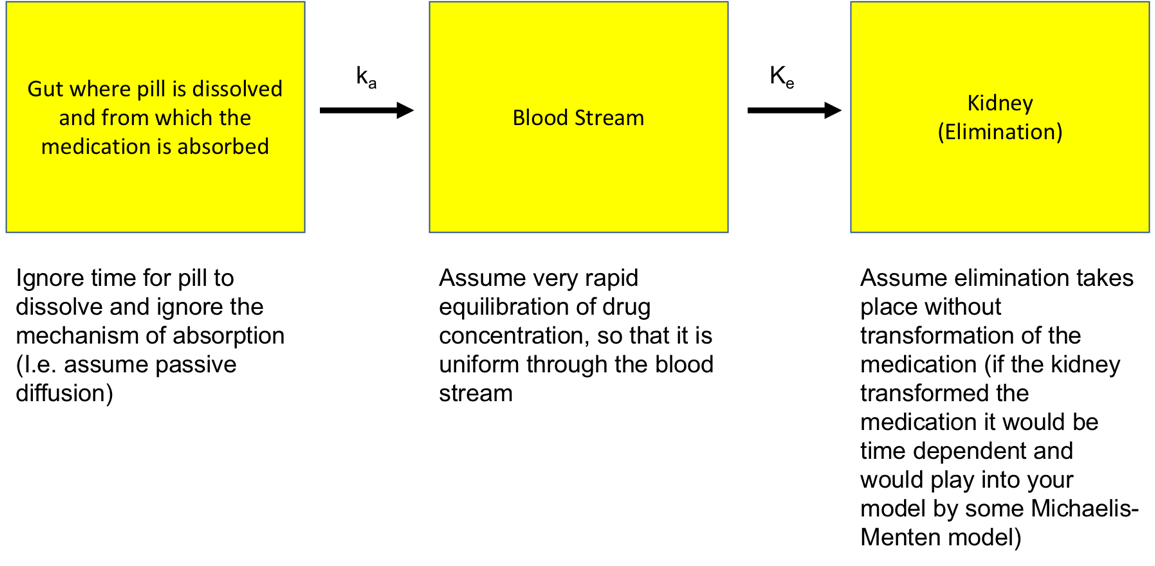 Gut where pill is dissolved
and from which the
medication is absorbed
ka
Blood Stream
Ke
Kidney
(Elimination)
Ignore time for pill to
dissolve and ignore the
mechanism of absorption
(I.e. assume passive
diffusion)
Assume very rapid
equilibration of drug
concentration, so that it is
uniform through the blood
stream
Assume elimination takes
place without
transformation of the
medication (if the kidney
transformed the
medication it would be
time dependent and
would play into your
model by some Michaelis-
Menten model)